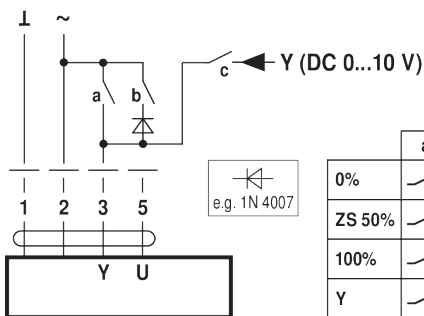 ⊥ ~
a b c Y (DC 0...10 V)
e.g. 1N 4007
1 2 3 5
Y U
0%
ZS 50%
100%
Y